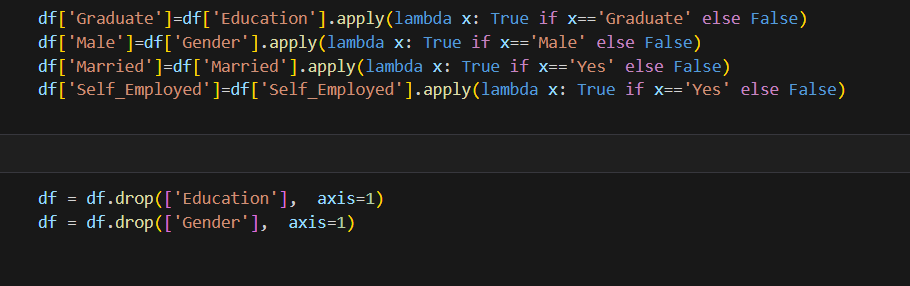 df['Graduate']=df['Education'].apply(lambda x: True if x=='Graduate' else False)
df['Male']=df['Gender'].apply(lambda x: True if x=='Male' else False)
df['Married']=df['Married'].apply(lambda x: True if x=='Yes' else False)
df['Self_Employed']=df['Self_Employed'].apply(lambda x: True if x=='Yes' else False)
df = df.drop(['Education'],  axis=1)
df = df.drop(['Gender'],  axis=1)